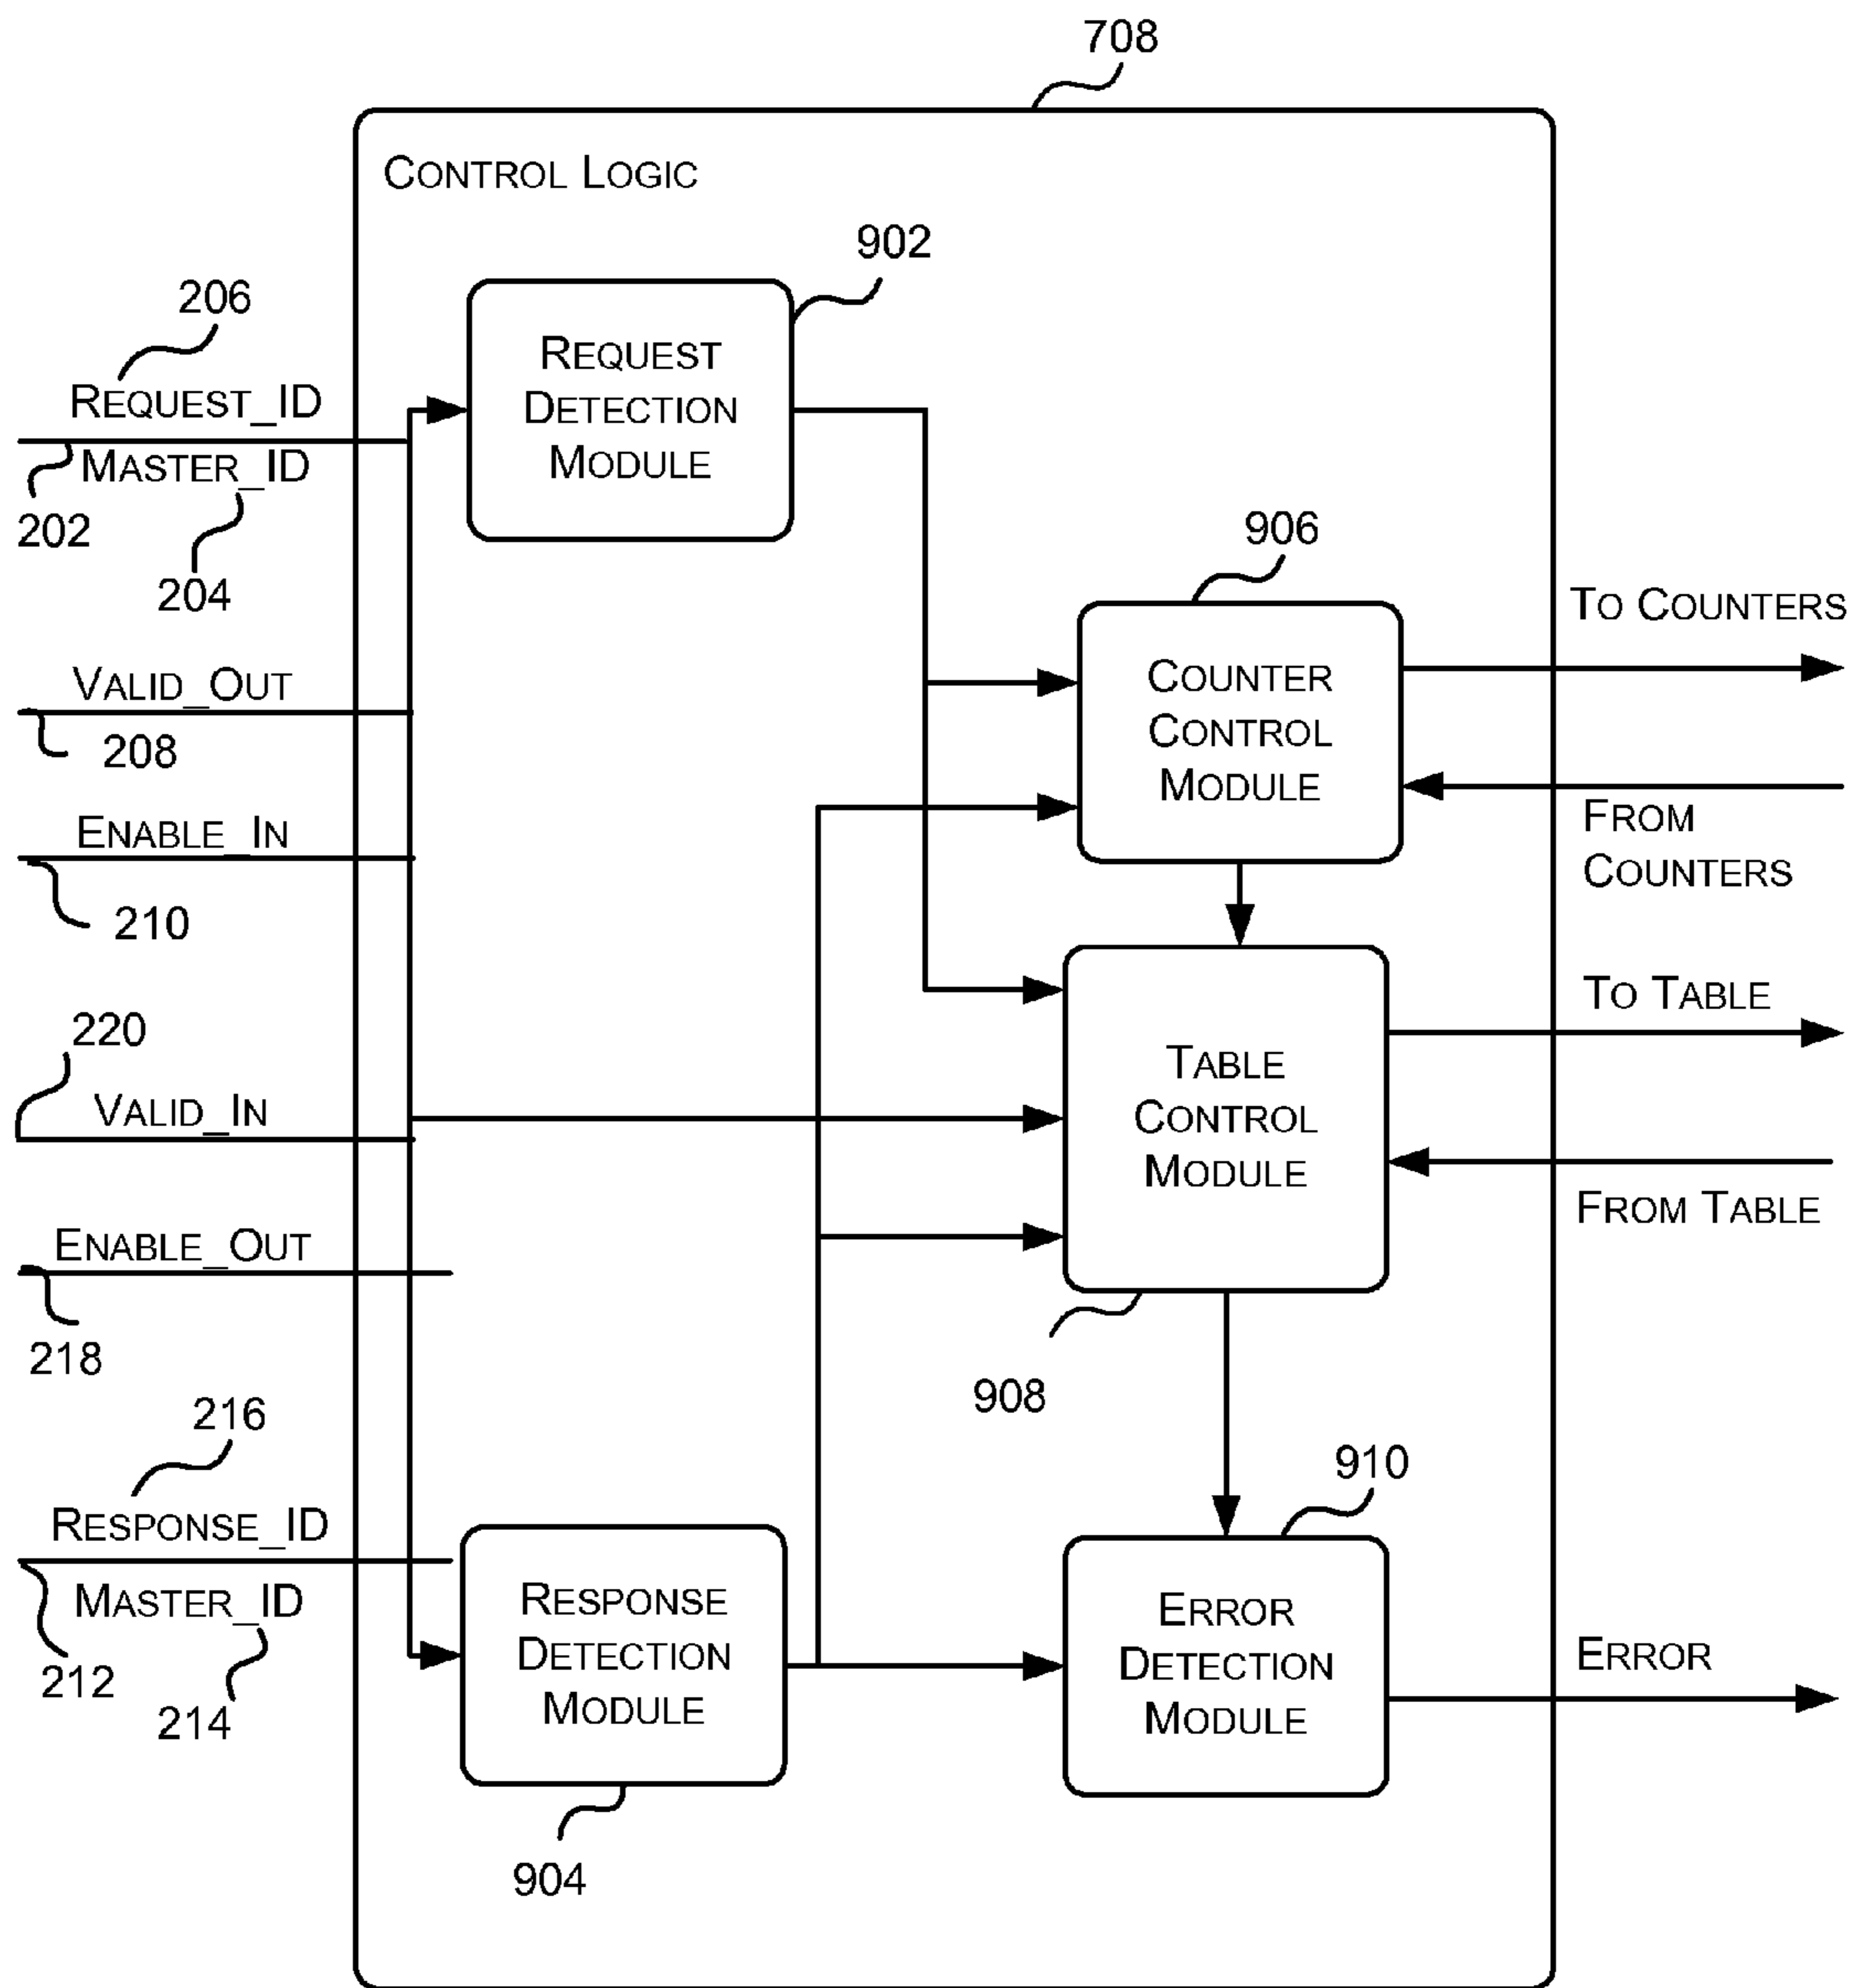 708
CONTROL LOGIC
902
206
REQUEST
DETECTION
MODULE
REQUEST_ID
MASTER_ID
202
204
906
TO COUNTERS
VALID_OUT
208
COUNTER
CONTROL
MODULE
ENABLE_IN
210
FROM
COUNTERS
TO TABLE
220
VALID_IN
TABLE
CONTROL
MODULE
FROM TABLE
ENABLE_OUT
218
908
216
910
RESPONSE_ID
MASTER_ID
212
214
RESPONSE
DETECTION
MODULE
ERROR
DETECTION
MODULE
ERROR
904